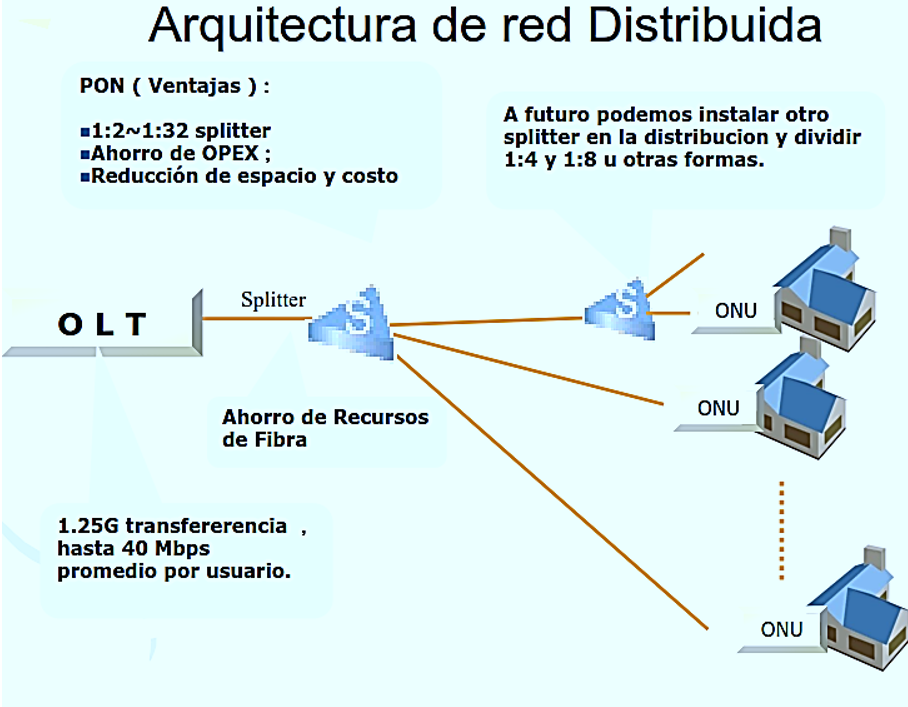 Arquitectura de red Distribuida
PON ( Ventajas ) :
▪1:2~1:32 splitter
▪Ahorro de OPEX ;
▪Reducción de espacio y costo
A futuro podemos instalar otro
splitter en la distribucion y dividir
1:4 y 1:8 u otras formas.
O L T
Splitter
S
S
ONU
ONU
Ahorro de Recursos
de Fibra
1.25G transfererencia ,
hasta 40 Mbps
promedio por usuario.
ONU